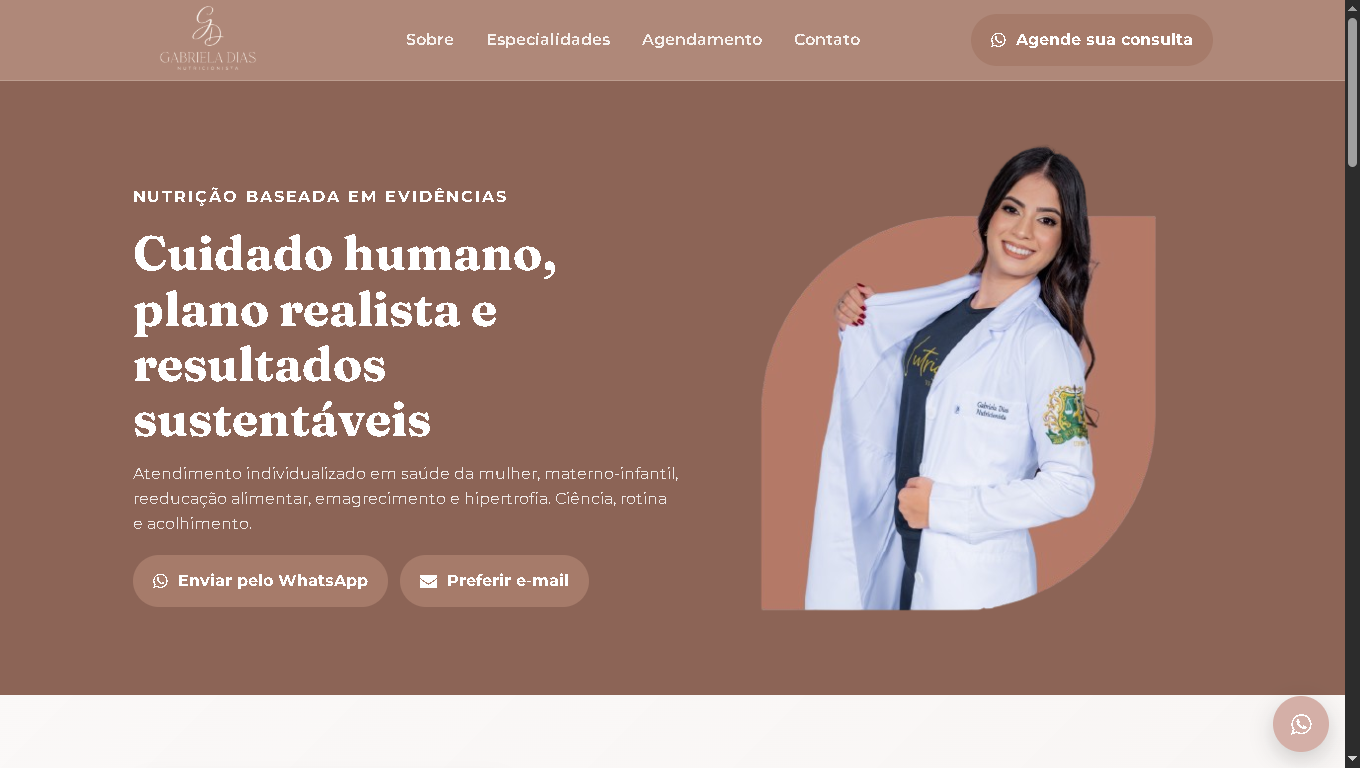 GD
GABRIELA DIAS
NUTRICIONISTA
Sobre
Especialidades
Agendamento
Contato
Agende sua consulta
NUTRIÇÃO BASEADA EM EVIDÊNCIAS
Cuidado humano,
plano realista e
resultados
sustentáveis
Atendimento individualizado em saúde da mulher, materno-infantil,
reeducação alimentar, emagrecimento e hipertrofia. Ciência, rotina
e acolhimento.
Enviar pelo WhatsApp
Preferir e-mail
Gabriela Dias
Nutricionista